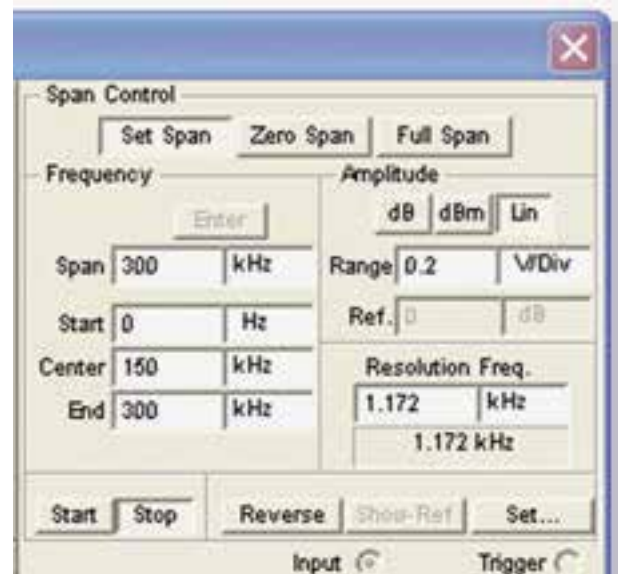 Span Control
Set Span Zero Span Full Span
Frequency
Enter
Span 300 kHz
Start 0 Hz
Center 150 kHz
End 300 kHz
Amplitude
dB dBm Lin
Range 0.2 V/Div
Ref. 0 dB
Resolution Freq.
1.172 kHz
1.172 kHz
Start Stop Reverse Show-Ref Set...
Input Trigger